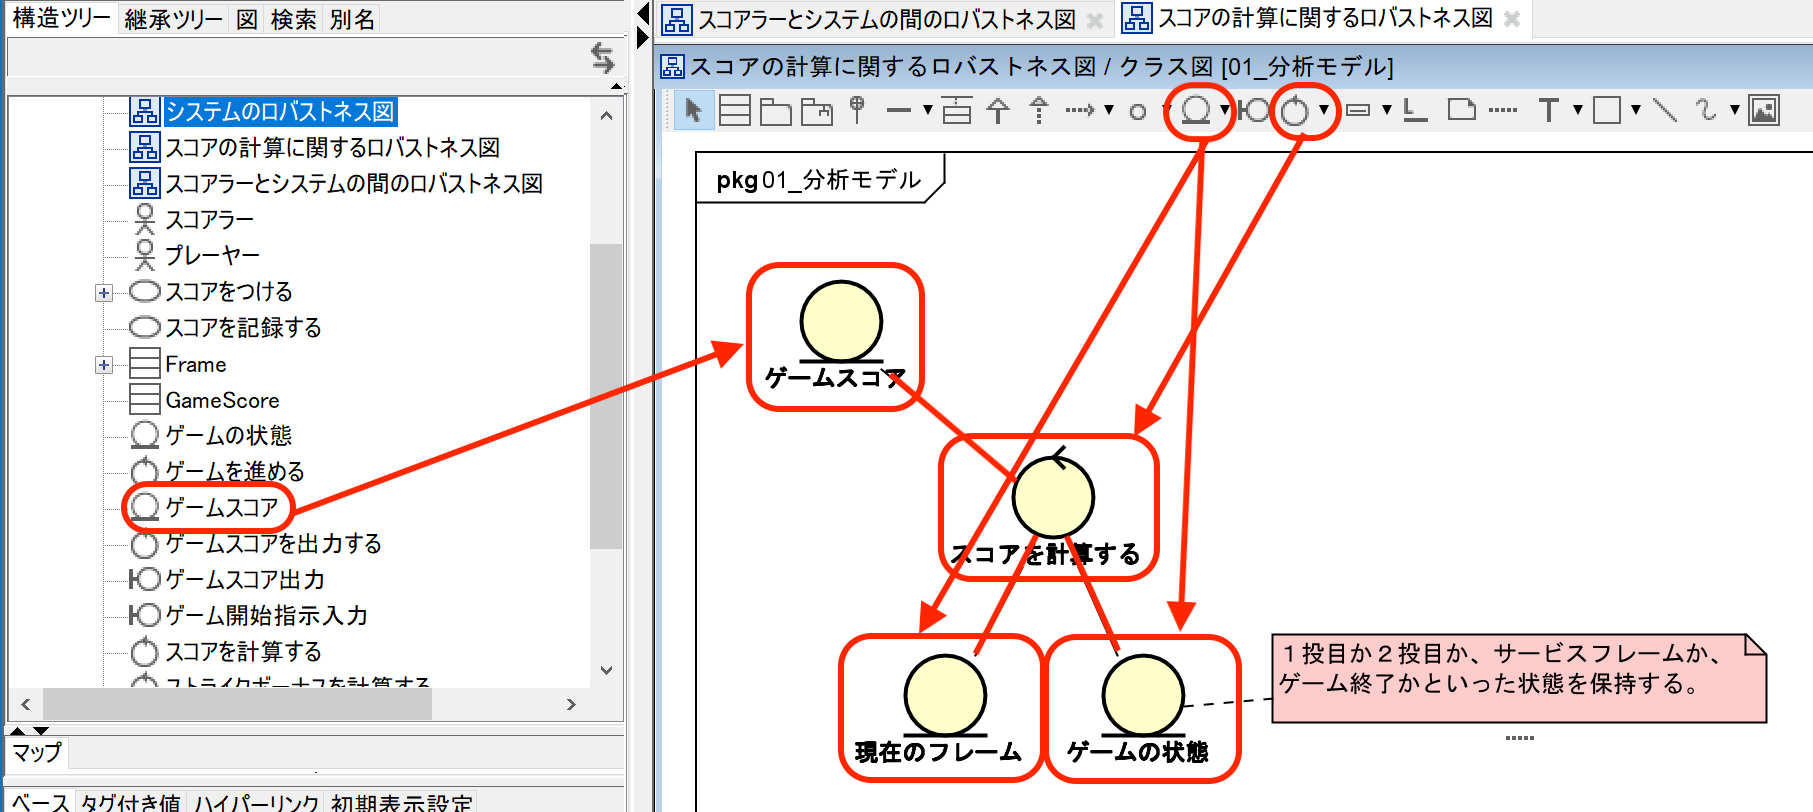 構造ツリー 継承ツリー 図 検索 別名
システムのロバストネス図
スコアの計算に関するロバストネス図
スコアラーとシステムの間のロバストネス図
スコアラー
プレーヤー
スコアをつける
スコアを記録する
Frame
GameScore
ゲームの状態
ゲームを進める
ゲームスコア
ゲームスコアを出力する
ゲームスコア出力
ゲーム開始指示入力
スコアを計算する
ストライクボーナスを計算する
マップ
ベース タグ付き値 ハイパーリンク 初期表示設定
スコアラーとシステムの間のロバストネス図
スコアの計算に関するロバストネス図
スコアの計算に関するロバストネス図 / クラス図 [01_分析モデル]
pkg 01_分析モデル
ゲームスコア
スコアを計算する
現在のフレーム
ゲームの状態
１投目か２投目か、サービスフレームか、
ゲーム終了かといった状態を保持する。